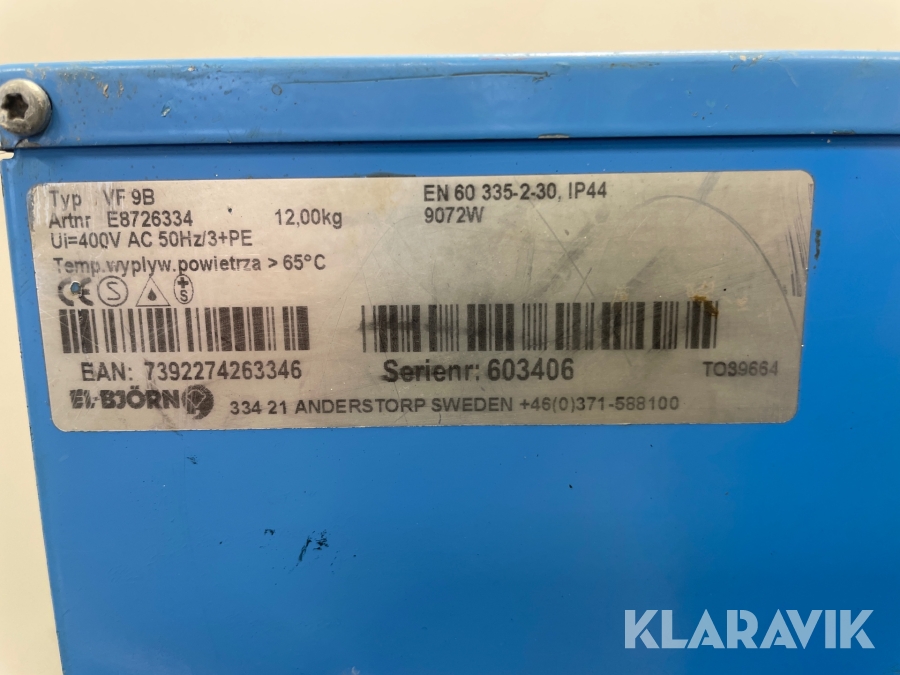 Typ VF 9B
EN 60 335-2-30, IP44
Artnr E8726334 12,00kg 9072W
Ui=400V AC 50Hz/3+PE
Temp.wyplyw.powietrza > 65°C
CE S +S
EAN: 7392274263346 Serienr: 603406 TO39664
EL-BJÖRN 334 21 ANDERSTORP SWEDEN +46(0)371-588100
KLARAVIK